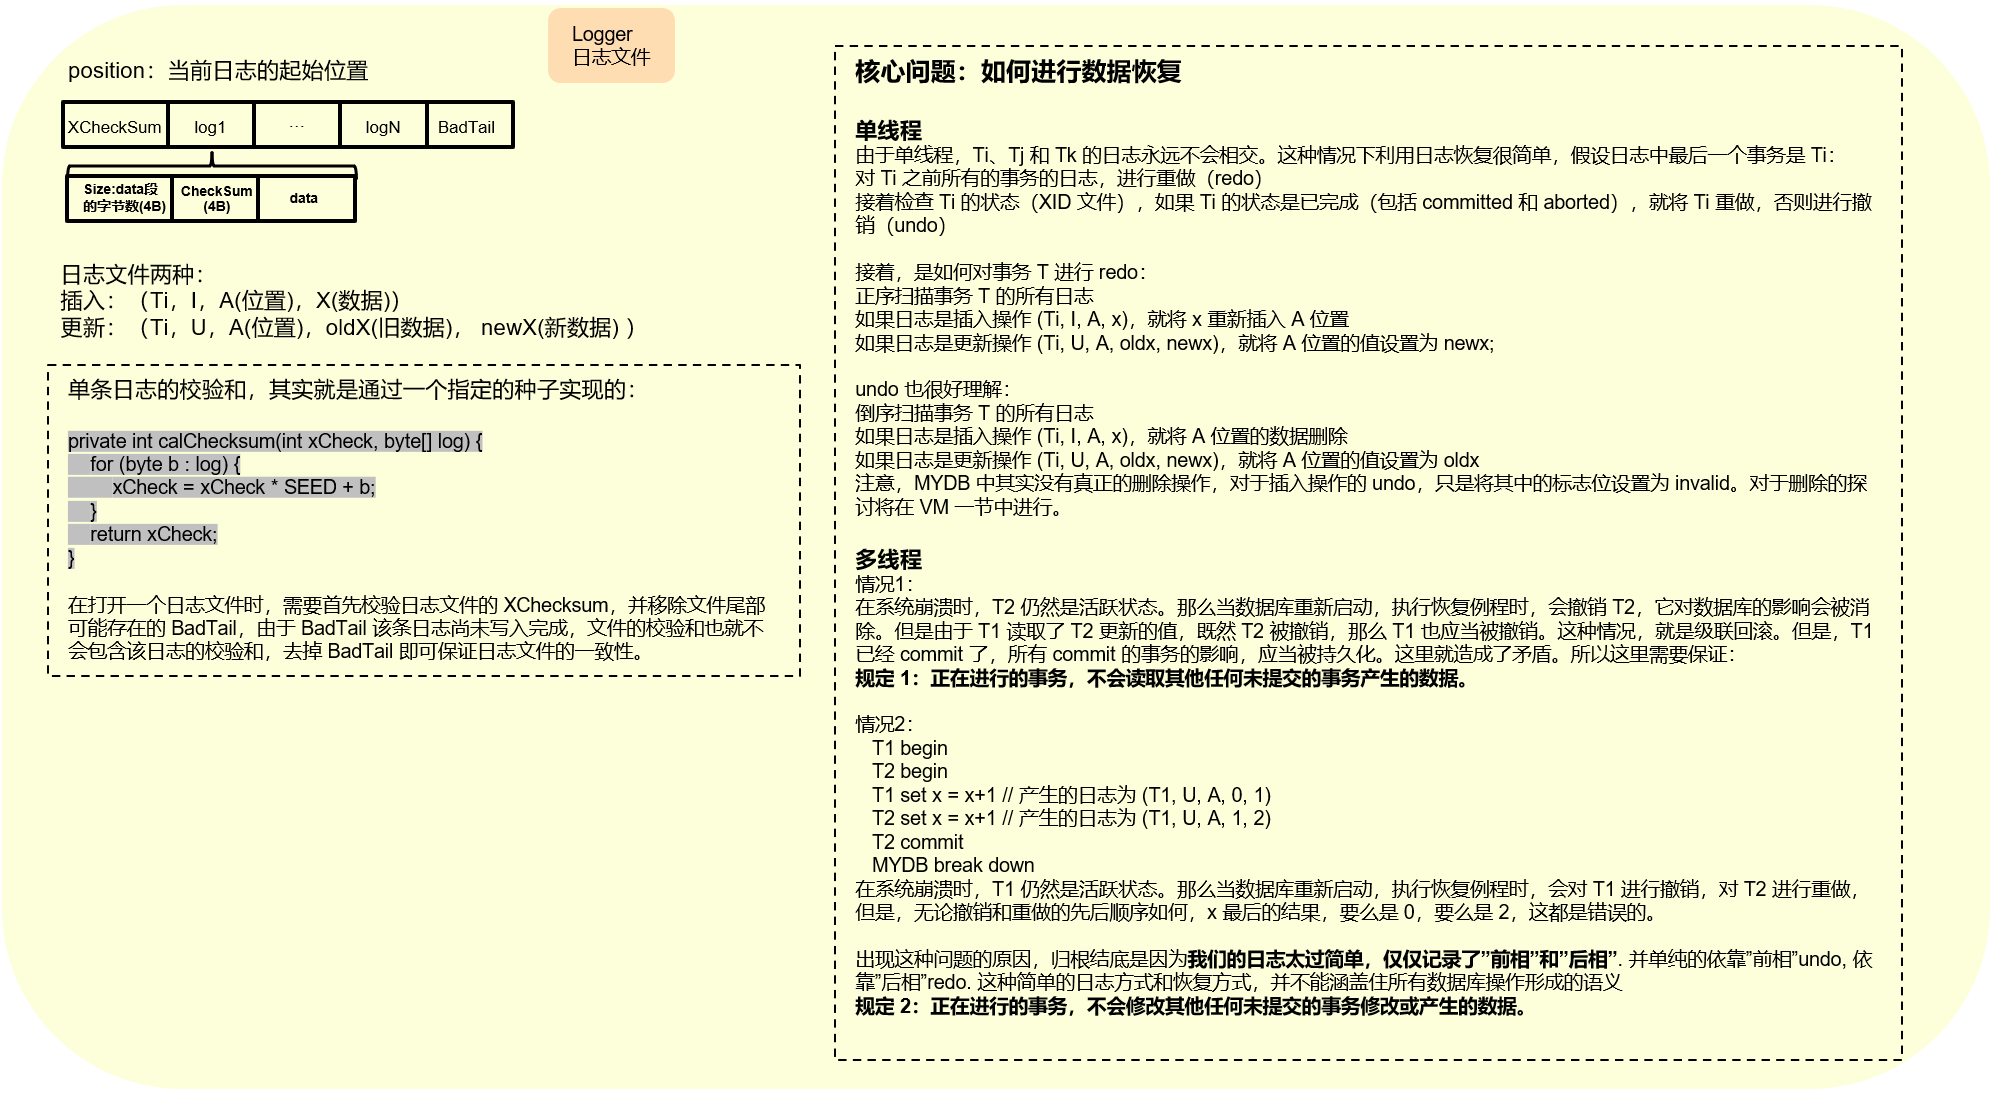 Logger
日志文件
position：当前日志的起始位置
XCheckSum log1 ... logN BadTail
Size:data段
的字节数(4B)
CheckSum
(4B)
data
日志文件两种：
插入：（Ti，I，A(位置)，X(数据)）
更新：（Ti，U，A(位置)，oldX(旧数据)， newX(新数据) ）
单条日志的校验和，其实就是通过一个指定的种子实现的：
private int calChecksum(int xCheck, byte[] log) {
for (byte b : log) {
xCheck = xCheck * SEED + b;
}
return xCheck;
}
在打开一个日志文件时，需要首先校验日志文件的 XChecksum，并移除文件尾部
可能存在的 BadTail，由于 BadTail 该条日志尚未写入完成，文件的校验和也就不
会包含该日志的校验和，去掉 BadTail 即可保证日志文件的一致性。
核心问题：如何进行数据恢复
单线程
由于单线程，Ti、Tj 和 Tk 的日志永远不会相交。这种情况下利用日志恢复很简单，假设日志中最后一个事务是 Ti：
对 Ti 之前所有的事务的日志，进行重做（redo）
接着检查 Ti 的状态（XID 文件），如果 Ti 的状态是已完成（包括 committed 和 aborted），就将 Ti 重做，否则进行撤
销（undo）
接着，是如何对事务 T 进行 redo：
正序扫描事务 T 的所有日志
如果日志是插入操作 (Ti, I, A, x)，就将 x 重新插入 A 位置
如果日志是更新操作 (Ti, U, A, oldx, newx)，就将 A 位置的值设置为 newx;
undo 也很好理解：
倒序扫描事务 T 的所有日志
如果日志是插入操作 (Ti, I, A, x)，就将 A 位置的数据删除
如果日志是更新操作 (Ti, U, A, oldx, newx)，就将 A 位置的值设置为 oldx
注意，MYDB 中其实没有真正的删除操作，对于插入操作的 undo，只是将其中的标志位设置为 invalid。对于删除的探
讨将在 VM 一节中进行。
多线程
情况1：
在系统崩溃时，T2 仍然是活跃状态。那么当数据库重新启动，执行恢复例程时，会撤销 T2，它对数据库的影响会被消
除。但是由于 T1 读取了 T2 更新的值，既然 T2 被撤销，那么 T1 也应当被撤销。这种情况，就是级联回滚。但是，T1
已经 commit 了，所有 commit 的事务的影响，应当被持久化。这里就造成了矛盾。所以这里需要保证：
规定 1：正在进行的事务，不会读取其他任何未提交的事务产生的数据。
情况2：
T1 begin
T2 begin
T1 set x = x+1 // 产生的日志为 (T1, U, A, 0, 1)
T2 set x = x+1 // 产生的日志为 (T1, U, A, 1, 2)
T2 commit
MYDB break down
在系统崩溃时，T1 仍然是活跃状态。那么当数据库重新启动，执行恢复例程时，会对 T1 进行撤销，对 T2 进行重做，
但是，无论撤销和重做的先后顺序如何，x 最后的结果，要么是 0，要么是 2，这都是错误的。
出现这种问题的原因，归根结底是因为我们的日志太过简单，仅仅记录了”前相”和”后相”. 并单纯的依靠”前相”undo, 依
靠”后相”redo. 这种简单的日志方式和恢复方式，并不能涵盖住所有数据库操作形成的语义
规定 2：正在进行的事务，不会修改其他任何未提交的事务修改或产生的数据。